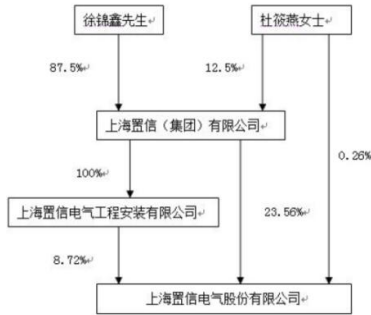 徐锦鑫先生
杜筱燕女士
87.5%
12.5%
上海置信（集团）有限公司
0.26%
100%
上海置信电气工程安装有限公司
23.56%
8.72%
上海置信电气股份有限公司